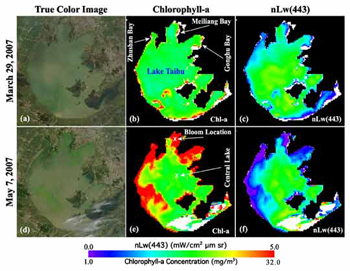 True Color Image
Chlorophyll-a
nLw(443)
March 29, 2007
Zhushan Bay
Meiliang Bay
Gonghu Bay
Lake Taihu
(a)
(b)
Chl-a
(c)
nLw(443)
May 7, 2007
Bloom Location
Central Lake
(d)
(e)
Chl-a
(f)
nLw(443)
0.0 nLw(443) (mW/cm² µm sr) 5.0
1.0 Chlorophyll-a Concentration (mg/m³) 32.0